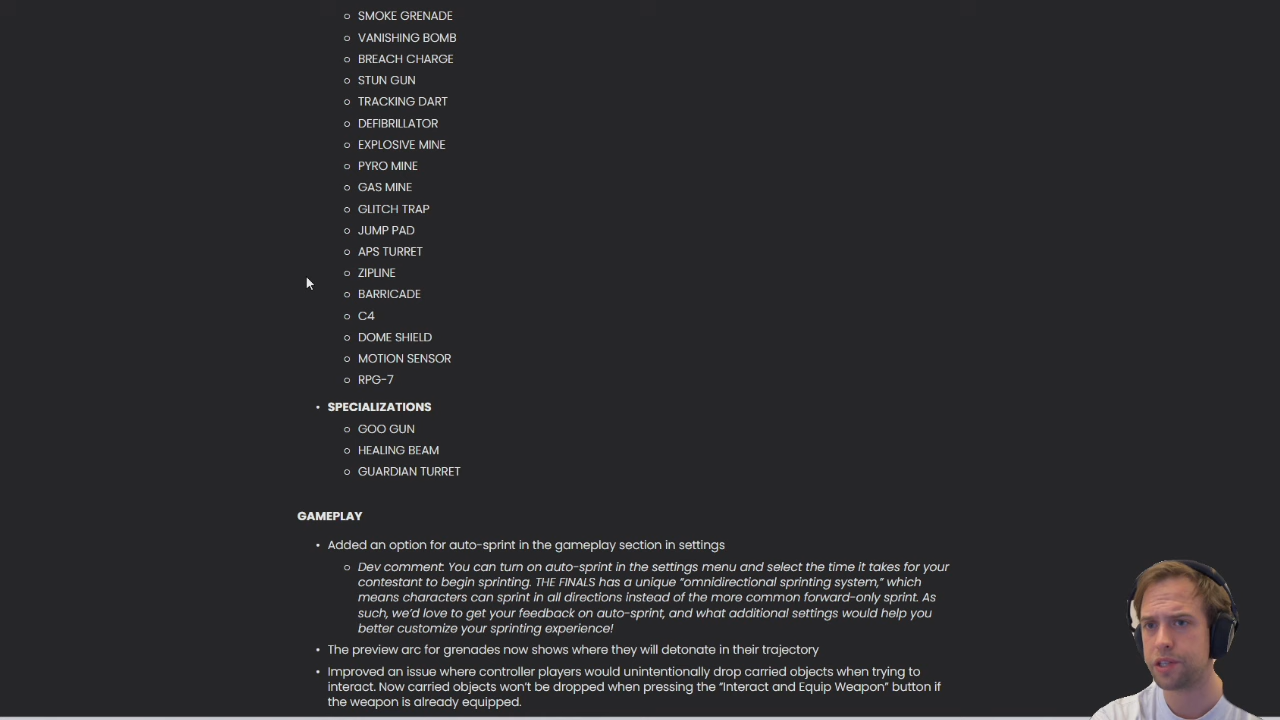 SMOKE GRENADE
VANISHING BOMB
BREACH CHARGE
STUN GUN
TRACKING DART
DEFIBRILLATOR
EXPLOSIVE MINE
PYRO MINE
GAS MINE
GLITCH TRAP
JUMP PAD
APS TURRET
ZIPLINE
BARRICADE
C4
DOME SHIELD
MOTION SENSOR
RPG-7
SPECIALIZATIONS
GOO GUN
HEALING BEAM
GUARDIAN TURRET
GAMEPLAY
Added an option for auto-sprint in the gameplay section in settings
Dev comment: You can turn on auto-sprint in the settings menu and select the time it takes for your
contestant to begin sprinting. THE FINALS has a unique “omnidirectional sprinting system,” which
means characters can sprint in all directions instead of the more common forward-only sprint. As
such, we’d love to get your feedback on auto-sprint, and what additional settings would help you
better customize your sprinting experience!
The preview arc for grenades now shows where they will detonate in their trajectory
Improved an issue where controller players would unintentionally drop carried objects when trying to
interact. Now carried objects won’t be dropped when pressing the “Interact and Equip Weapon” button if
the weapon is already equipped.